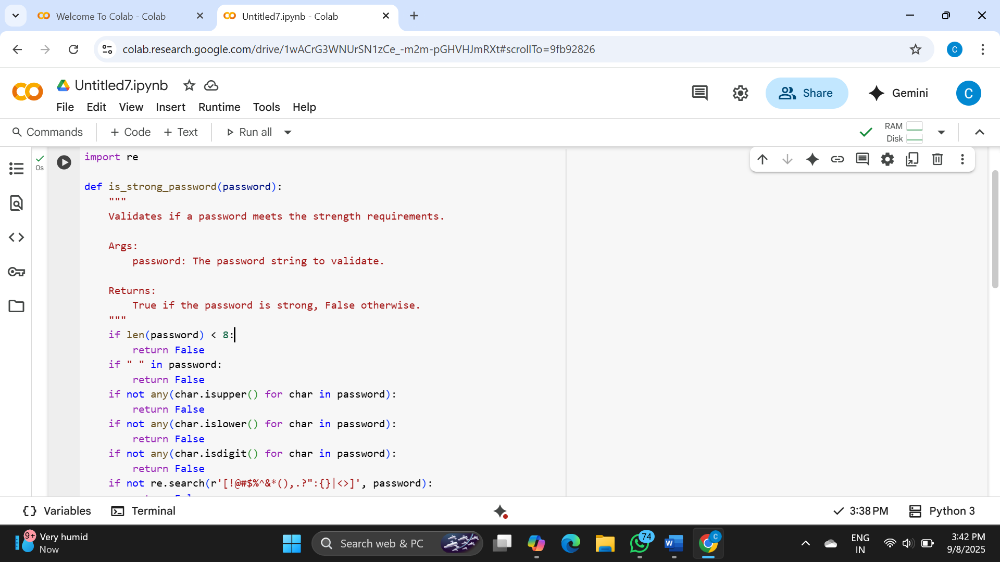 Welcome To Colab - Colab
Untitled7.ipynb - Colab
colab.research.google.com/drive/1wACrG3WNUrSN1zCe_-m2m-pGHVHJmRXt#scrollTo=9fb92826
C
Untitled7.ipynb
Share
Gemini
C
File Edit View Insert Runtime Tools Help
Commands
+ Code + Text
Run all
RAM
Disk
0s
import re
def is_strong_password(password):
"""
Validates if a password meets the strength requirements.
Args:
password: The password string to validate.
Returns:
True if the password is strong, False otherwise.
"""
if len(password) < 8:
return False
if " " in password:
return False
if not any(char.isupper() for char in password):
return False
if not any(char.islower() for char in password):
return False
if not any(char.isdigit() for char in password):
return False
if not re.search(r'[!@#$%^&*(),.?":{}|<>]', password):
Variables
Terminal
3:38 PM
Python 3
9+
Very humid
Now
Search web & PC
74
W
C
ENG
IN
3:42 PM
9/8/2025